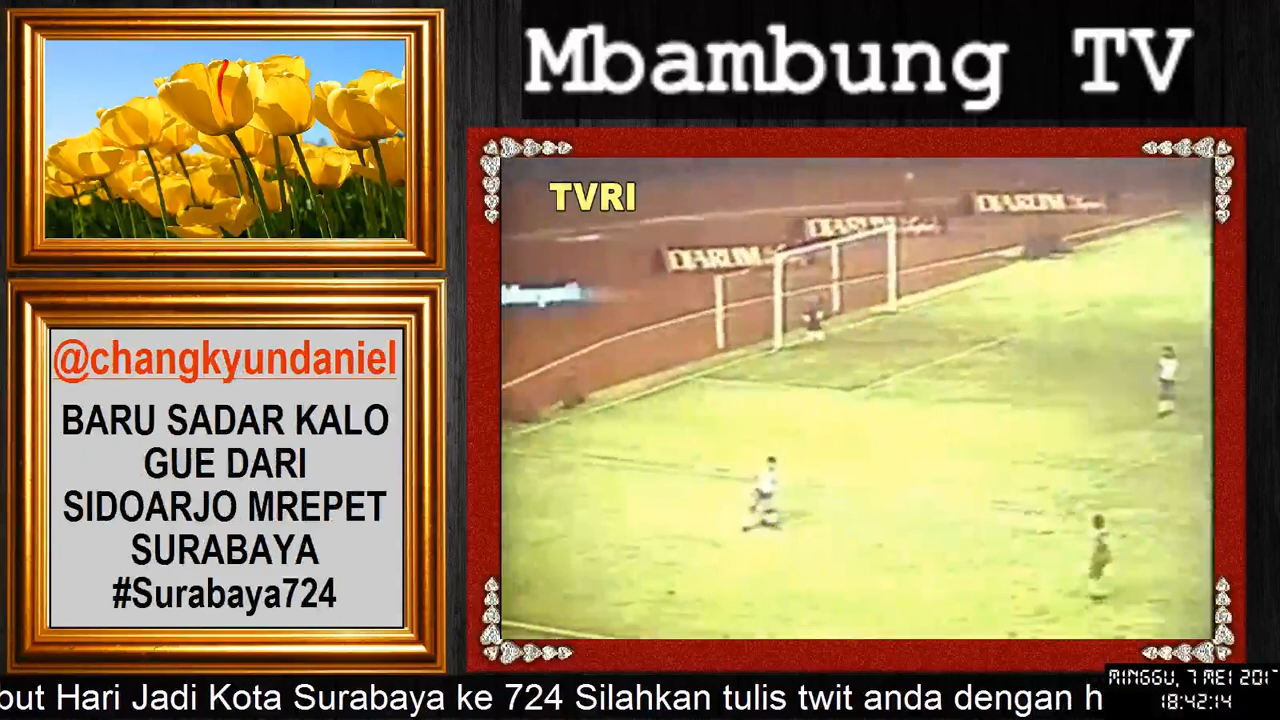 Mbambung TV
TVRI
DJARUM
DJARUM
DJARUM
@changkyundaniel
BARU SADAR KALO
GUE DARI
SIDOARJO MREPET
SURABAYA
#Surabaya724
but Hari Jadi Kota Surabaya ke 724 Silahkan tulis twit anda dengan h
MINGGU, 7 MEI 2017
18:42:14